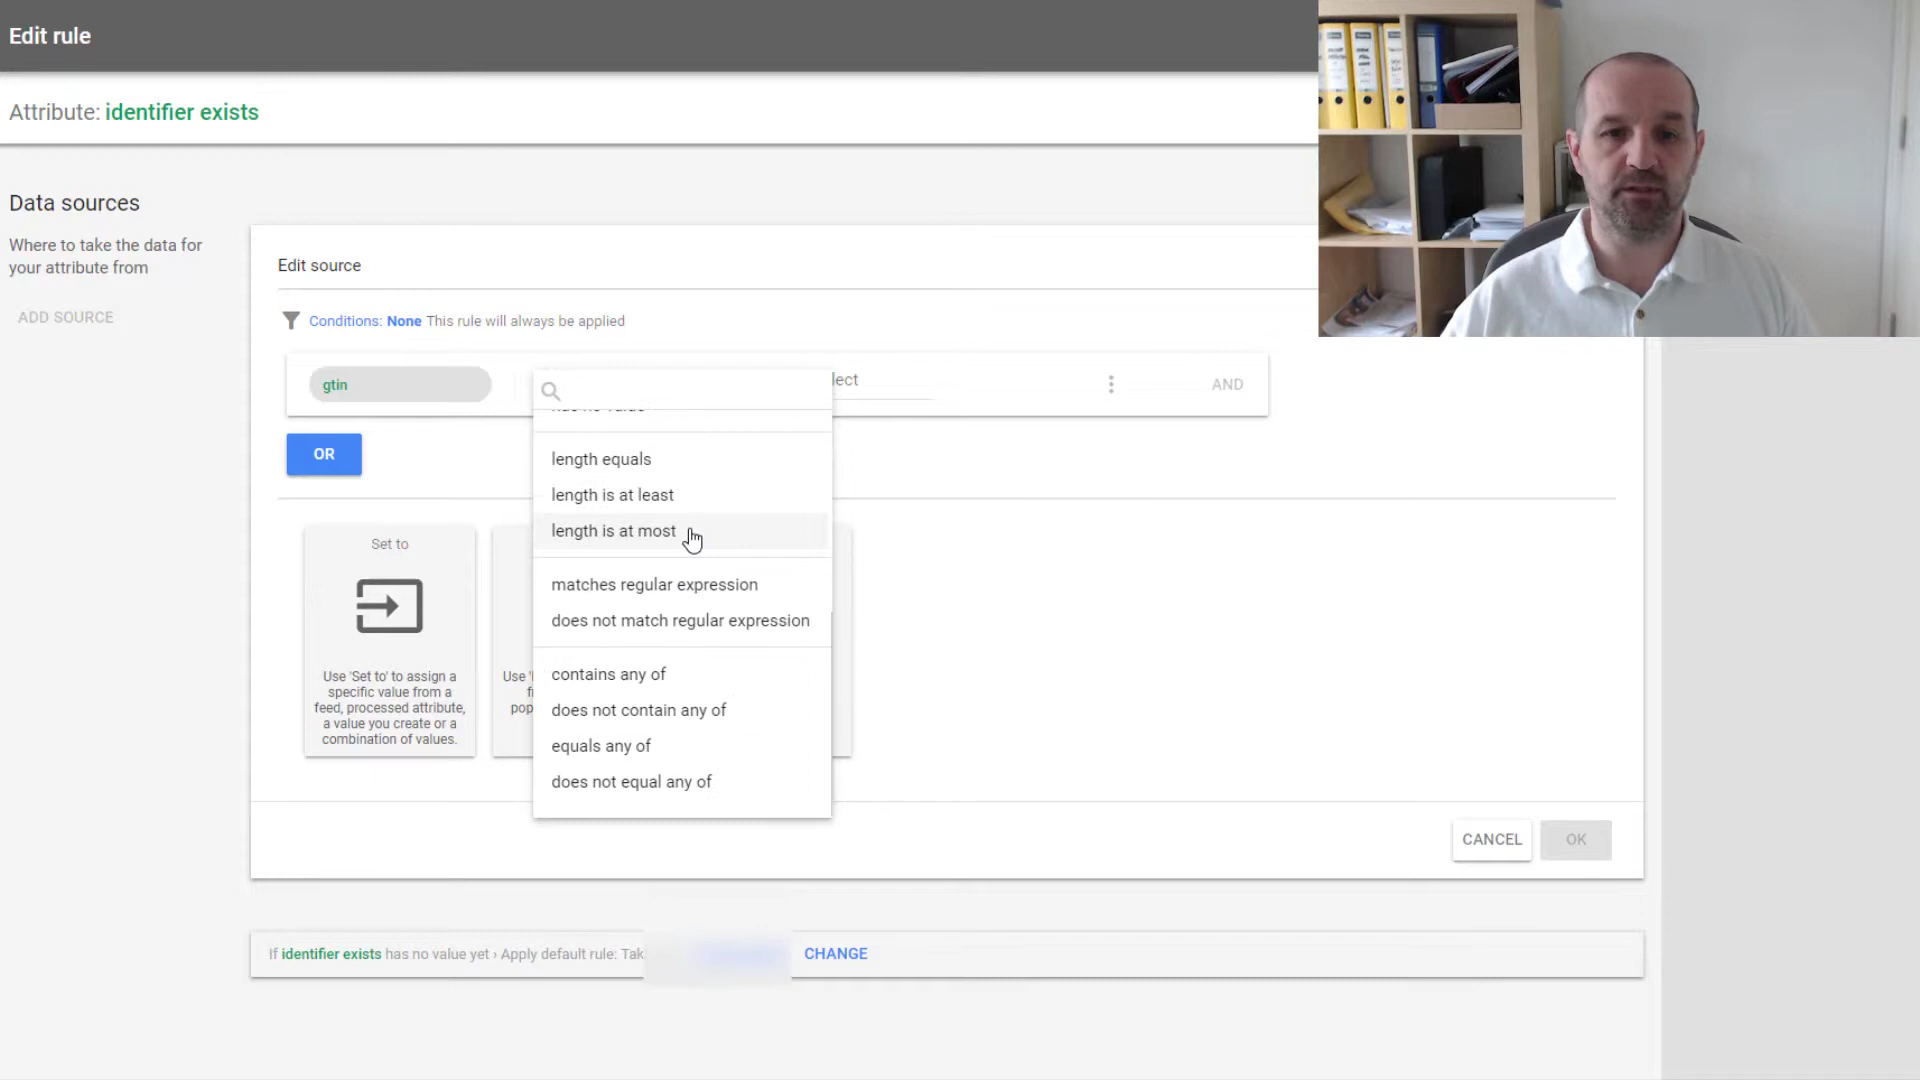 Edit rule
Attribute: identifier exists
Data sources
Where to take the data for
your attribute from
ADD SOURCE
Edit source
Conditions: None This rule will always be applied
gtin
lect
AND
OR
has no value
length equals
length is at least
length is at most
matches regular expression
does not match regular expression
contains any of
does not contain any of
equals any of
does not equal any of
Set to
Use 'Set to' to assign a
specific value from a
feed, processed attribute,
a value you create or a
combination of values.
Use '
CANCEL
OK
If identifier exists has no value yet › Apply default rule: Tak
CHANGE